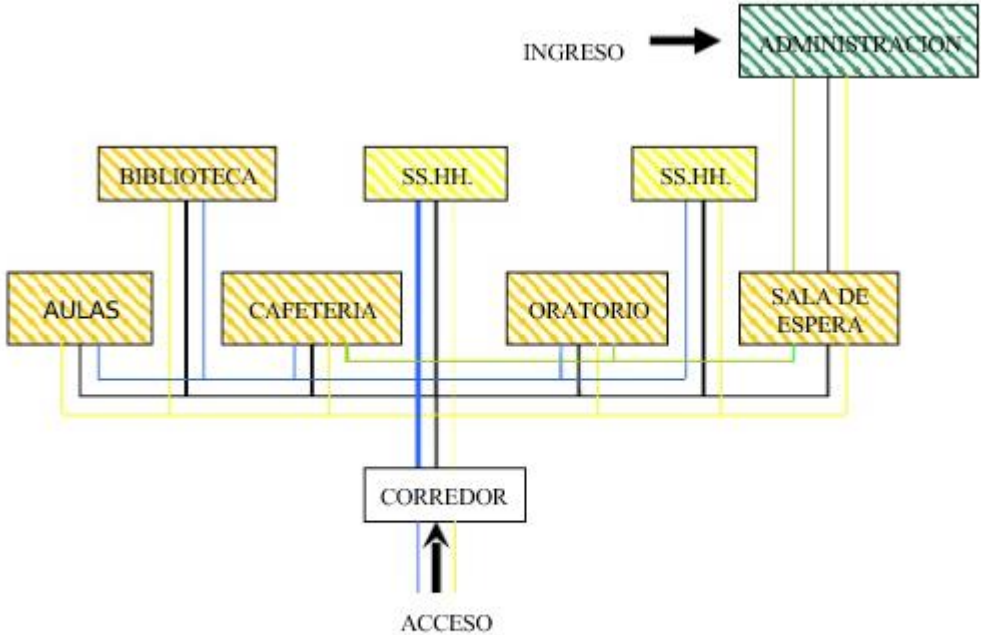 INGRESO
ADMINISTRACION
BIBLIOTECA
SS.HH.
SS.HH.
AULAS
CAFETERIA
ORATORIO
SALA DE
ESPERA
CORREDOR
ACCESO